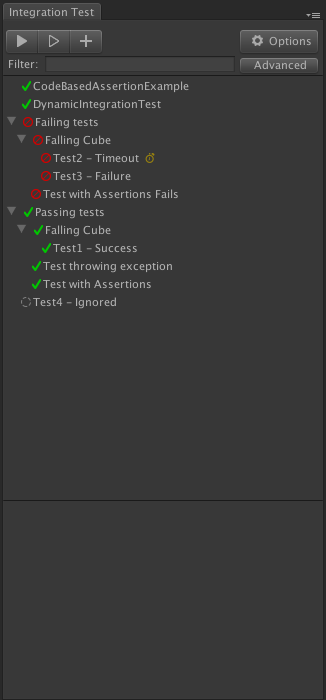 Integration Test
Options
Filter:
Advanced
CodeBasedAssertionExample
DynamicIntegrationTest
Failing tests
Falling Cube
Test2 – Timeout
Test3 – Failure
Test with Assertions Fails
Passing tests
Falling Cube
Test1 – Success
Test throwing exception
Test with Assertions
Test4 – Ignored